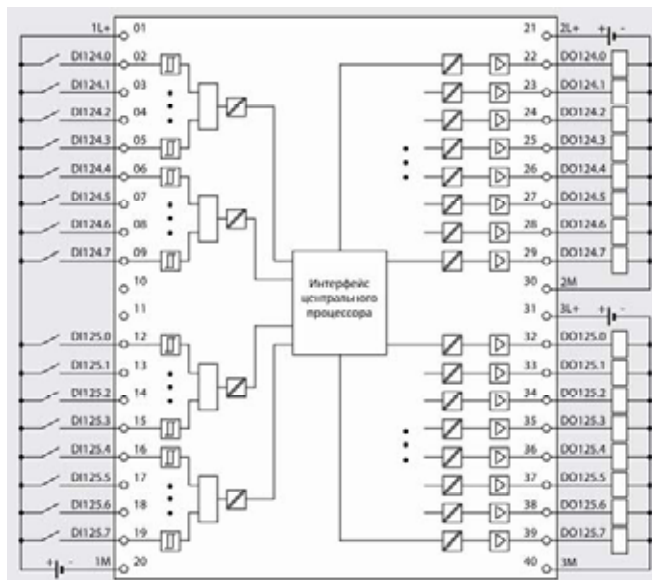 1L+ 01 21 2L+ + -
DI124.0 02 22 DO124.0
DI124.1 03 23 DO124.1
DI124.2 04 24 DO124.2
DI124.3 05 25 DO124.3
DI124.4 06 26 DO124.4
DI124.5 07 27 DO124.5
DI124.6 08 28 DO124.6
DI124.7 09 29 DO124.7
10 30 2M
Интерфейс
центрального
процессора
11 31 3L+ + -
DI125.0 12 32 DO125.0
DI125.1 13 33 DO125.1
DI125.2 14 34 DO125.2
DI125.3 15 35 DO125.3
DI125.4 16 36 DO125.4
DI125.5 17 37 DO125.5
DI125.6 18 38 DO125.6
DI125.7 19 39 DO125.7
+ - 1M 20 40 3M